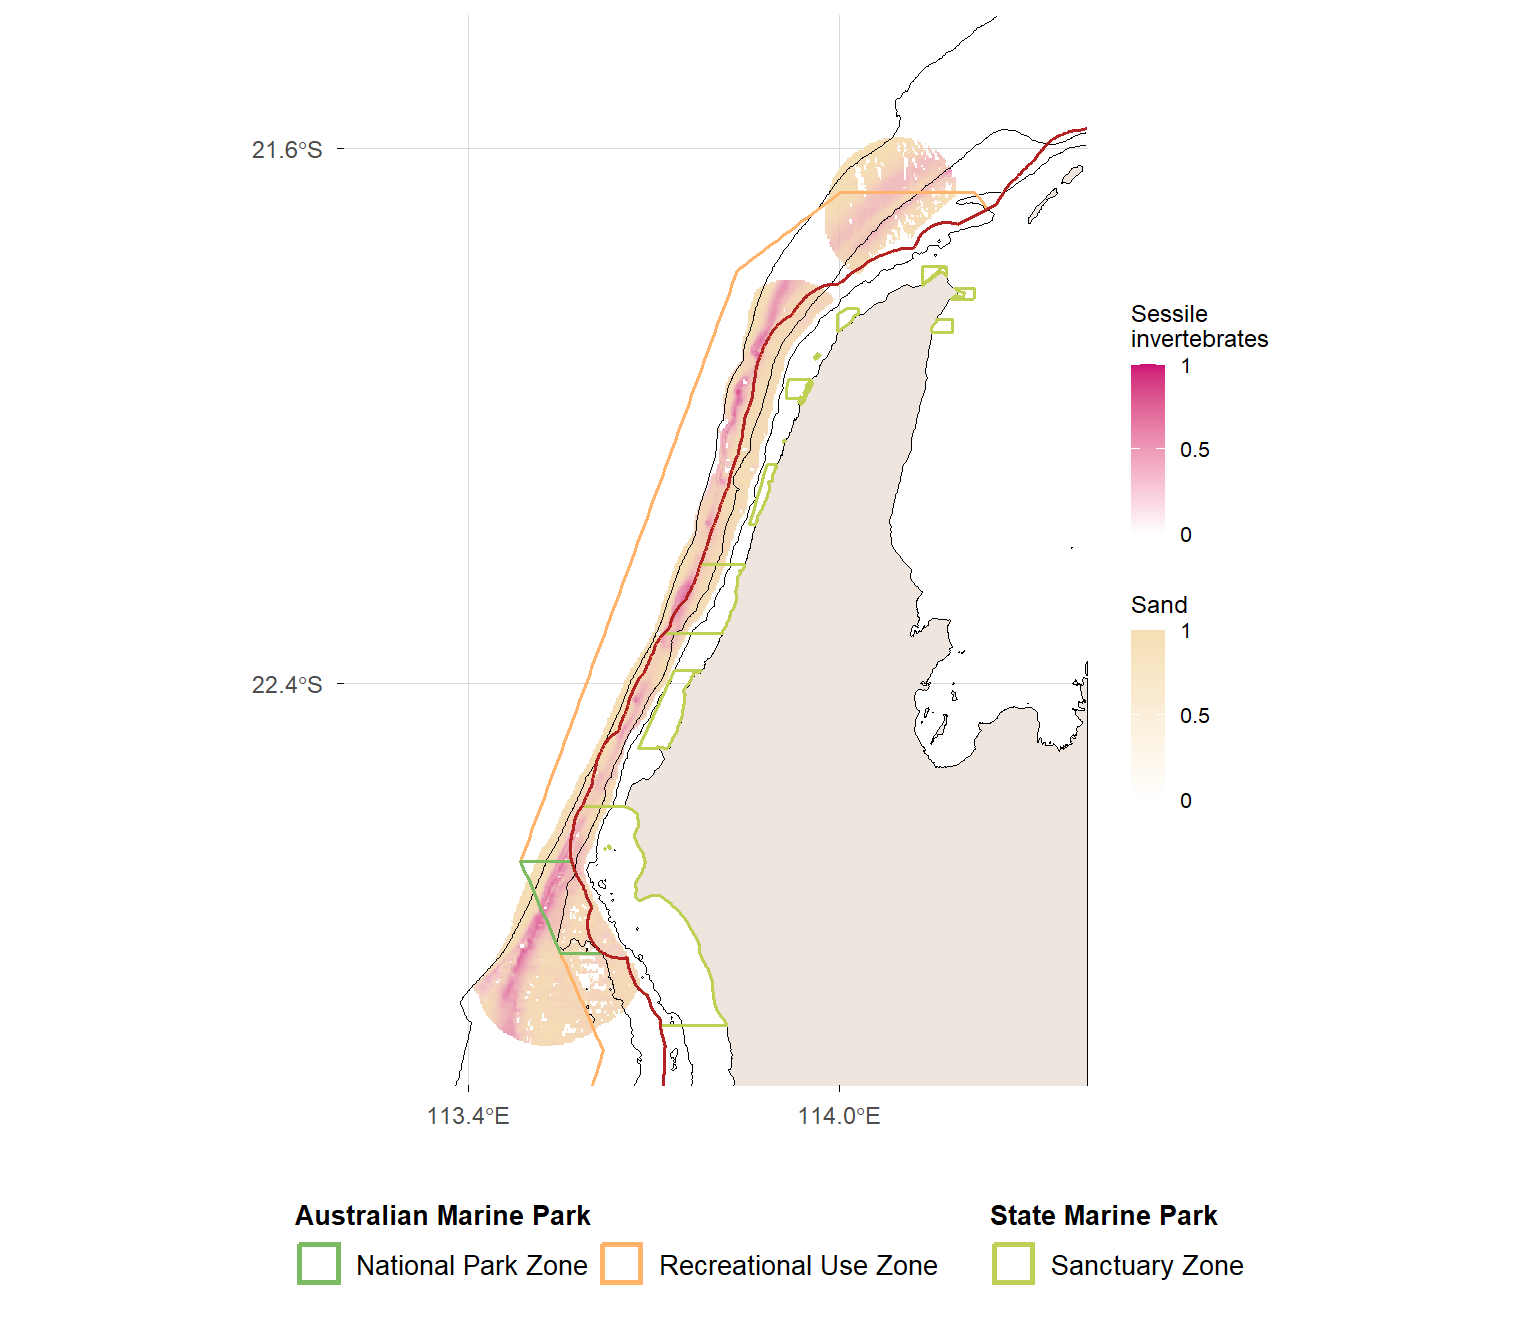 21.6°S
22.4°S
113.4°E
114.0°E
Sessile
invertebrates
1
0.5
0
Sand
1
0.5
0
Australian Marine Park
National Park Zone
Recreational Use Zone
State Marine Park
Sanctuary Zone